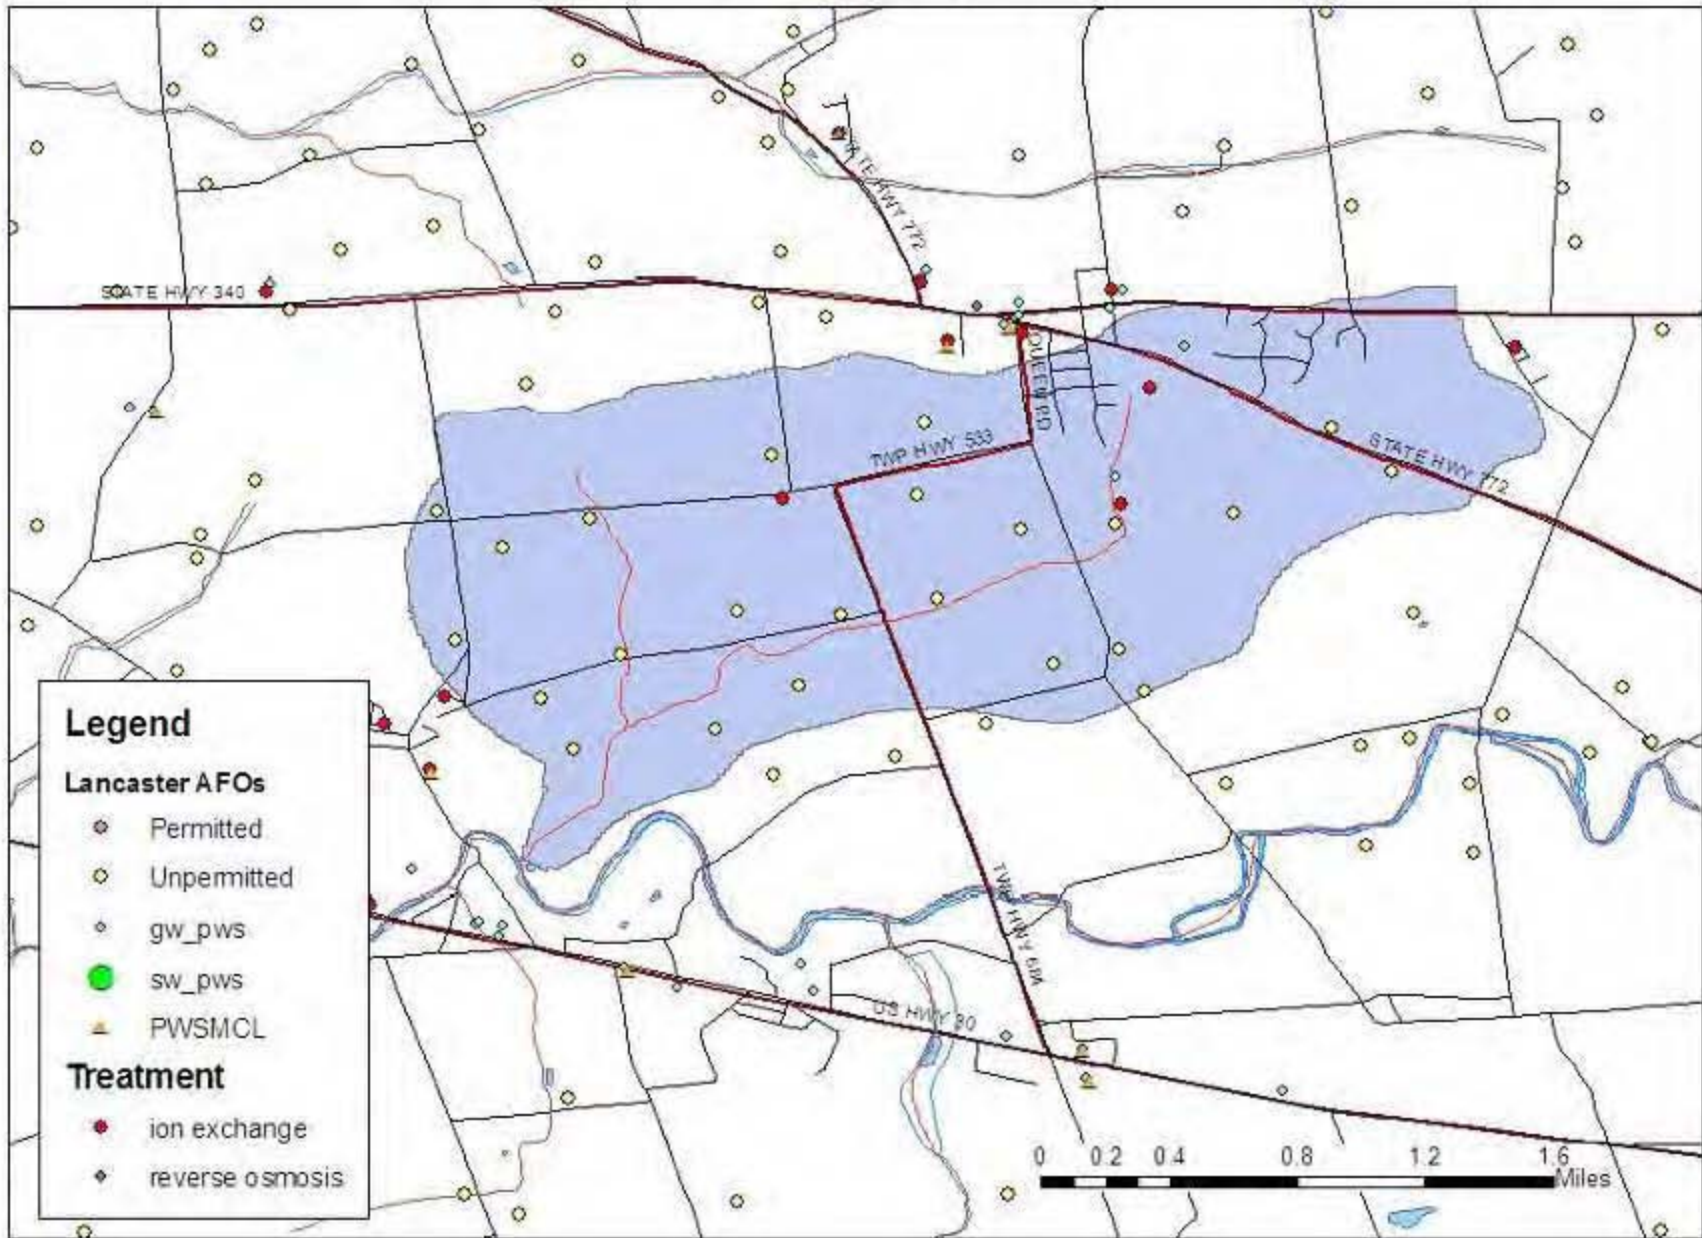 STATE HWY 772
STATE HWY 340
QUEEN RD
TWP HWY 533
STATE HWY 772
Legend
Lancaster AFOs
Permitted
Unpermitted
gw_pws
sw_pws
PWSMCL
Treatment
ion exchange
reverse osmosis
TWP HWY 619
US HWY 30
0 0.2 0.4 0.8 1.2 1.6
Miles